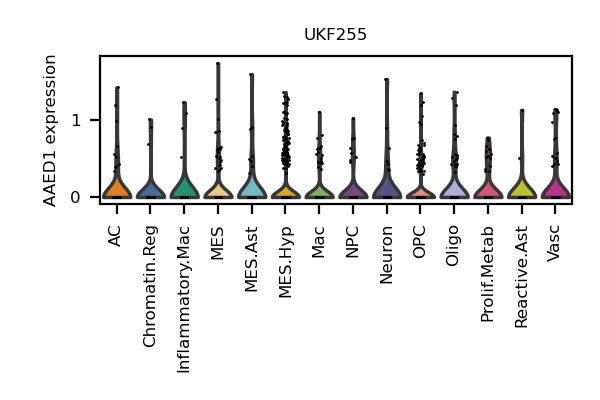 UKF255
AAED1 expression
1
0
AC
Chromatin.Reg
Inflammatory.Mac
MES
MES.Ast
MES.Hyp
Mac
NPC
Neuron
OPC
Oligo
Prolif.Metab
Reactive.Ast
Vasc